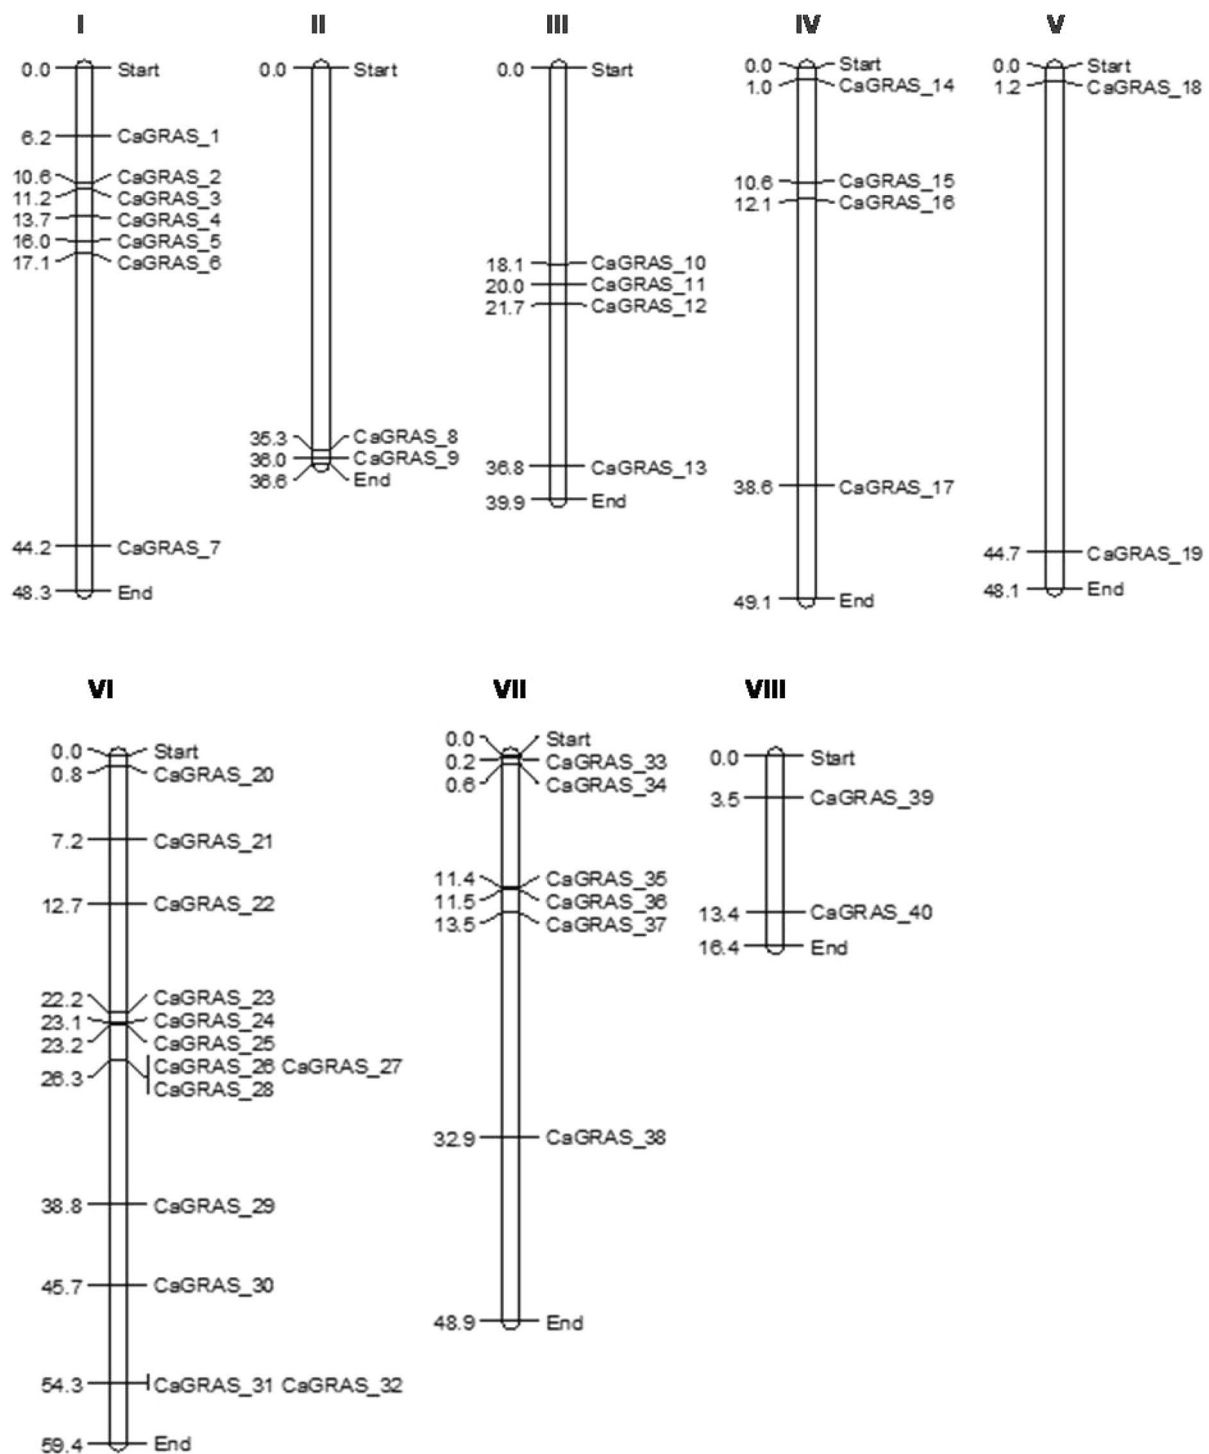 I
0.0 Start
6.2 CaGRAS_1
10.6 CaGRAS_2
11.2 CaGRAS_3
13.7 CaGRAS_4
16.0 CaGRAS_5
17.1 CaGRAS_6
44.2 CaGRAS_7
48.3 End
II
0.0 Start
35.3 CaGRAS_8
36.0 CaGRAS_9
36.6 End
III
0.0 Start
18.1 CaGRAS_10
20.0 CaGRAS_11
21.7 CaGRAS_12
36.8 CaGRAS_13
39.9 End
IV
0.0 Start
1.0 CaGRAS_14
10.6 CaGRAS_15
12.1 CaGRAS_16
38.6 CaGRAS_17
49.1 End
V
0.0 Start
1.2 CaGRAS_18
44.7 CaGRAS_19
48.1 End
VI
0.0 Start
0.8 CaGRAS_20
7.2 CaGRAS_21
12.7 CaGRAS_22
22.2 CaGRAS_23
23.1 CaGRAS_24
23.2 CaGRAS_25
26.3 CaGRAS_26 CaGRAS_27
CaGRAS_28
38.8 CaGRAS_29
45.7 CaGRAS_30
54.3 CaGRAS_31 CaGRAS_32
59.4 End
VII
0.0 Start
0.2 CaGRAS_33
0.6 CaGRAS_34
11.4 CaGRAS_35
11.5 CaGRAS_36
13.5 CaGRAS_37
32.9 CaGRAS_38
48.9 End
VIII
0.0 Start
3.5 CaGRAS_39
13.4 CaGRAS_40
16.4 End